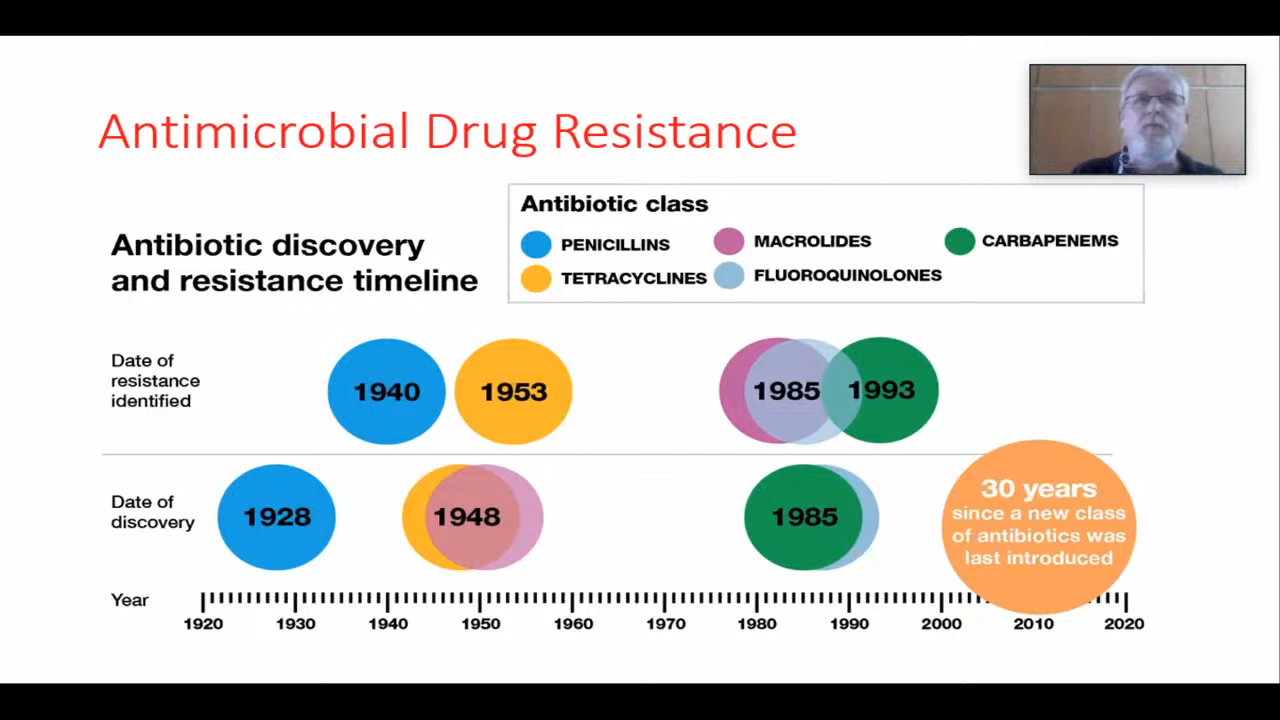 Antimicrobial Drug Resistance
Antibiotic discovery
and resistance timeline
Antibiotic class
PENICILLINS
MACROLIDES
CARBAPENEMS
TETRACYCLINES
FLUOROQUINOLONES
Date of
resistance
identified
1940
1953
1985
1993
Date of
discovery
1928
1948
1985
30 years
since a new class
of antibiotics was
last introduced
Year
1920 1930 1940 1950 1960 1970 1980 1990 2000 2010 2020